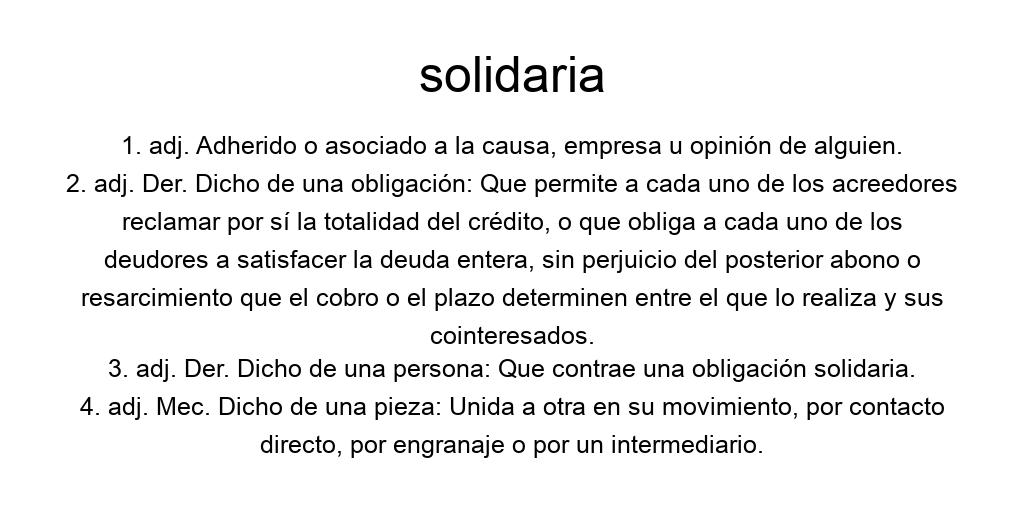 solidaria
1. adj. Adherido o asociado a la causa, empresa u opinión de alguien.
2. adj. Der. Dicho de una obligación: Que permite a cada uno de los acreedores
reclamar por sí la totalidad del crédito, o que obliga a cada uno de los
deudores a satisfacer la deuda entera, sin perjuicio del posterior abono o
resarcimiento que el cobro o el plazo determinen entre el que lo realiza y sus
cointeresados.
3. adj. Der. Dicho de una persona: Que contrae una obligación solidaria.
4. adj. Mec. Dicho de una pieza: Unida a otra en su movimiento, por contacto
directo, por engranaje o por un intermediario.